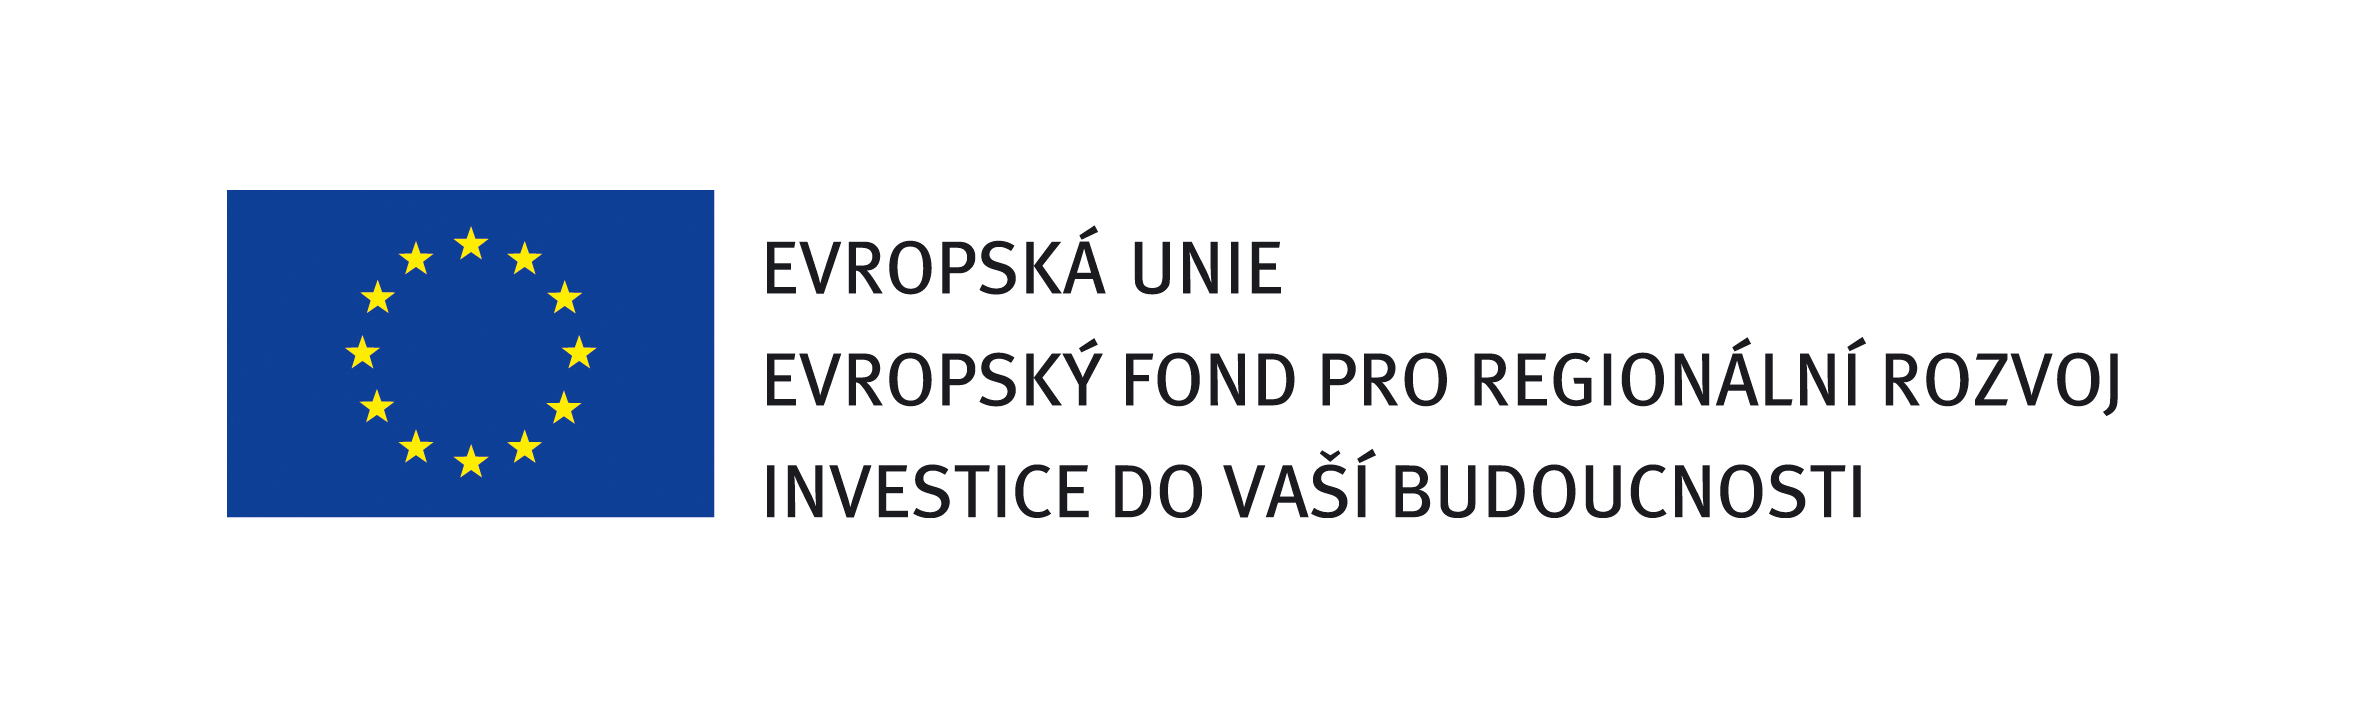 EVROPSKÁ UNIE
EVROPSKÝ FOND PRO REGIONÁLNÍ ROZVOJ
INVESTICE DO VAŠÍ BUDOUCNOSTI